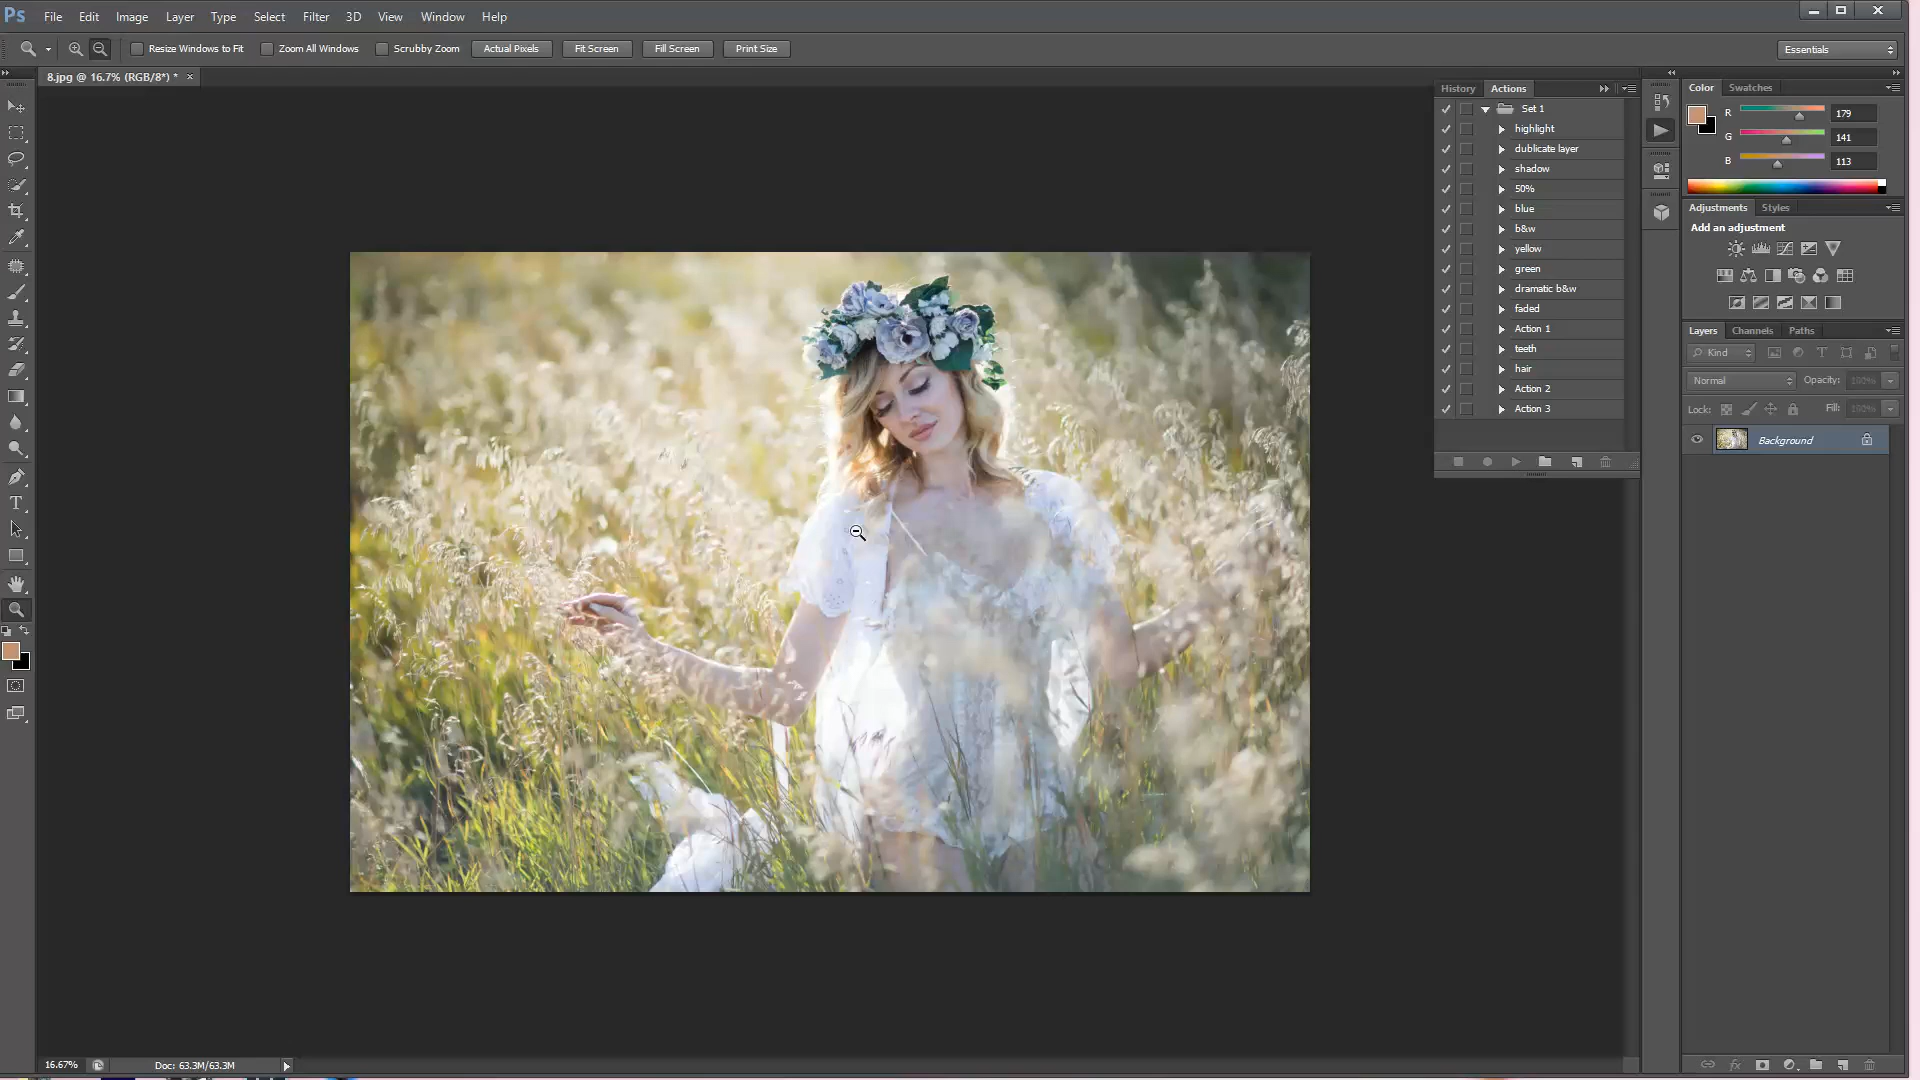 Ps File Edit Image Layer Type Select Filter 3D View Window Help
Resize Windows to Fit Zoom All Windows Scrubby Zoom Actual Pixels Fit Screen Fill Screen Print Size Essentials
8.jpg @ 16.7% (RGB/8*) * ×
History Actions
Set 1
highlight
dublicate layer
shadow
50%
blue
b&w
yellow
green
dramatic b&w
faded
Action 1
teeth
hair
Action 2
Action 3
Color Swatches
R 179
G 141
B 113
Adjustments Styles
Add an adjustment
Layers Channels Paths
Kind
Normal Opacity: 100%
Lock: Fill: 100%
Background
T
16.67% Doc: 63.3M/63.3M
fx